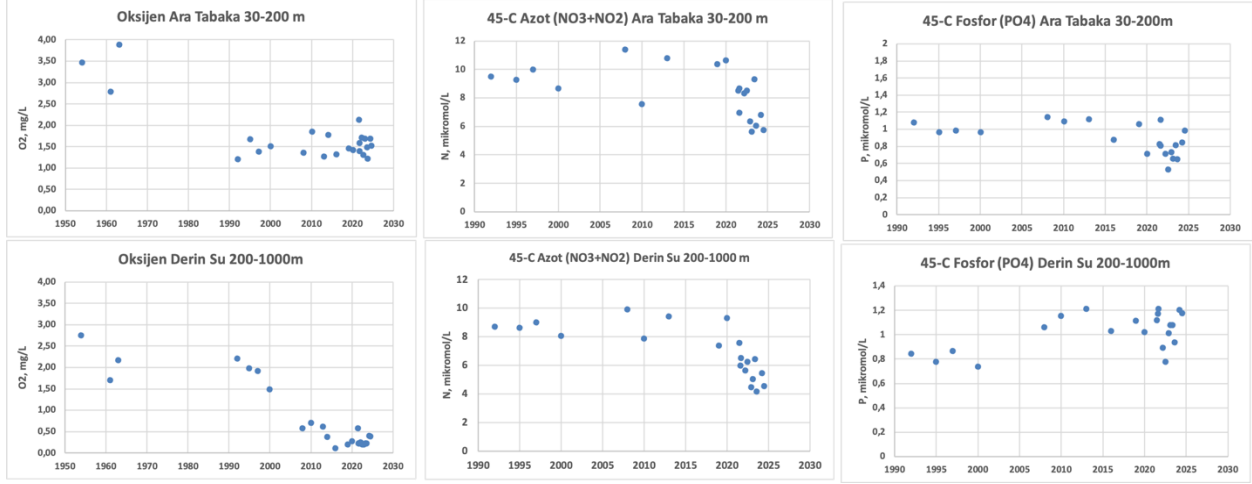 Oksijen Ara Tabaka 30-200 m
O2, mg/L
4,00
3,50
3,00
2,50
2,00
1,50
1,00
0,50
0,00
1950 1960 1970 1980 1990 2000 2010 2020 2030
45-C Azot (NO3+NO2) Ara Tabaka 30-200 m
N, mikromol/L
12
10
8
6
4
2
0
1990 1995 2000 2005 2010 2015 2020 2025 2030
45-C Fosfor (PO4) Ara Tabaka 30-200m
P, mikromol/L
2
1,8
1,6
1,4
1,2
1
0,8
0,6
0,4
0,2
0
1990 1995 2000 2005 2010 2015 2020 2025 2030
Oksijen Derin Su 200-1000m
O2, mg/L
4,00
3,50
3,00
2,50
2,00
1,50
1,00
0,50
0,00
1950 1960 1970 1980 1990 2000 2010 2020 2030
45-C Azot (NO3+NO2) Derin Su 200-1000 m
N, mikromol/L
12
10
8
6
4
2
0
1990 1995 2000 2005 2010 2015 2020 2025 2030
45-C Fosfor (PO4) Derin Su 200-1000m
P, mikromol/L
1,4
1,2
1
0,8
0,6
0,4
0,2
0
1990 1995 2000 2005 2010 2015 2020 2025 2030